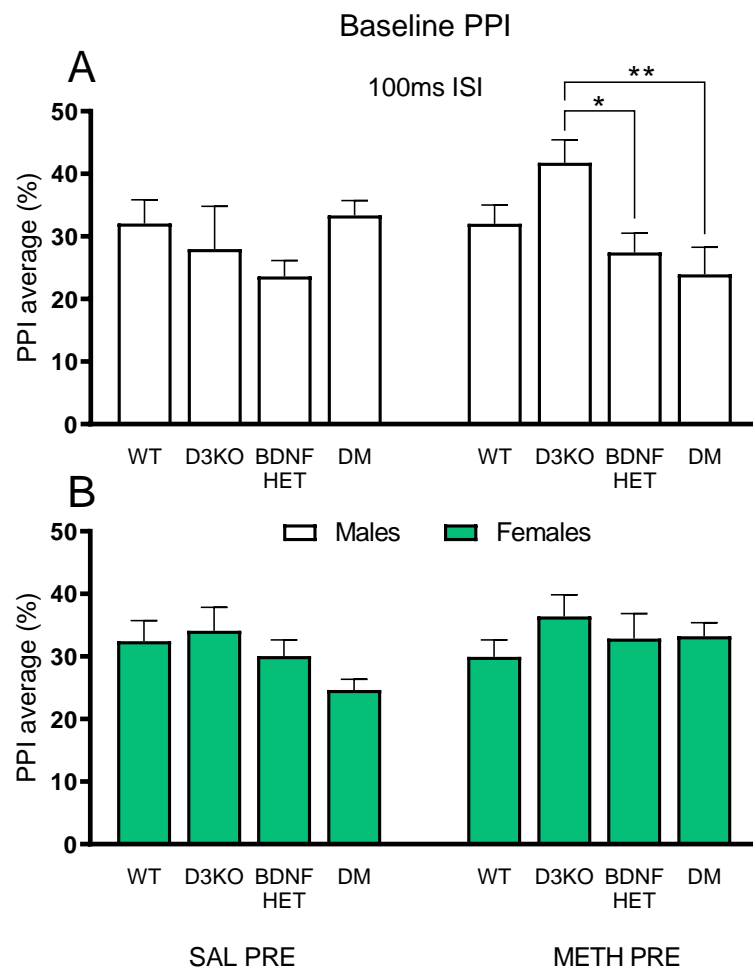 Baseline PPI
A
100ms ISI
**
*
PPI average (%)
50
40
30
20
10
0
WT D3KO BDNF HET DM WT D3KO BDNF HET DM
B
Males Females
PPI average (%)
50
40
30
20
10
0
WT D3KO BDNF HET DM WT D3KO BDNF HET DM
SAL PRE METH PRE